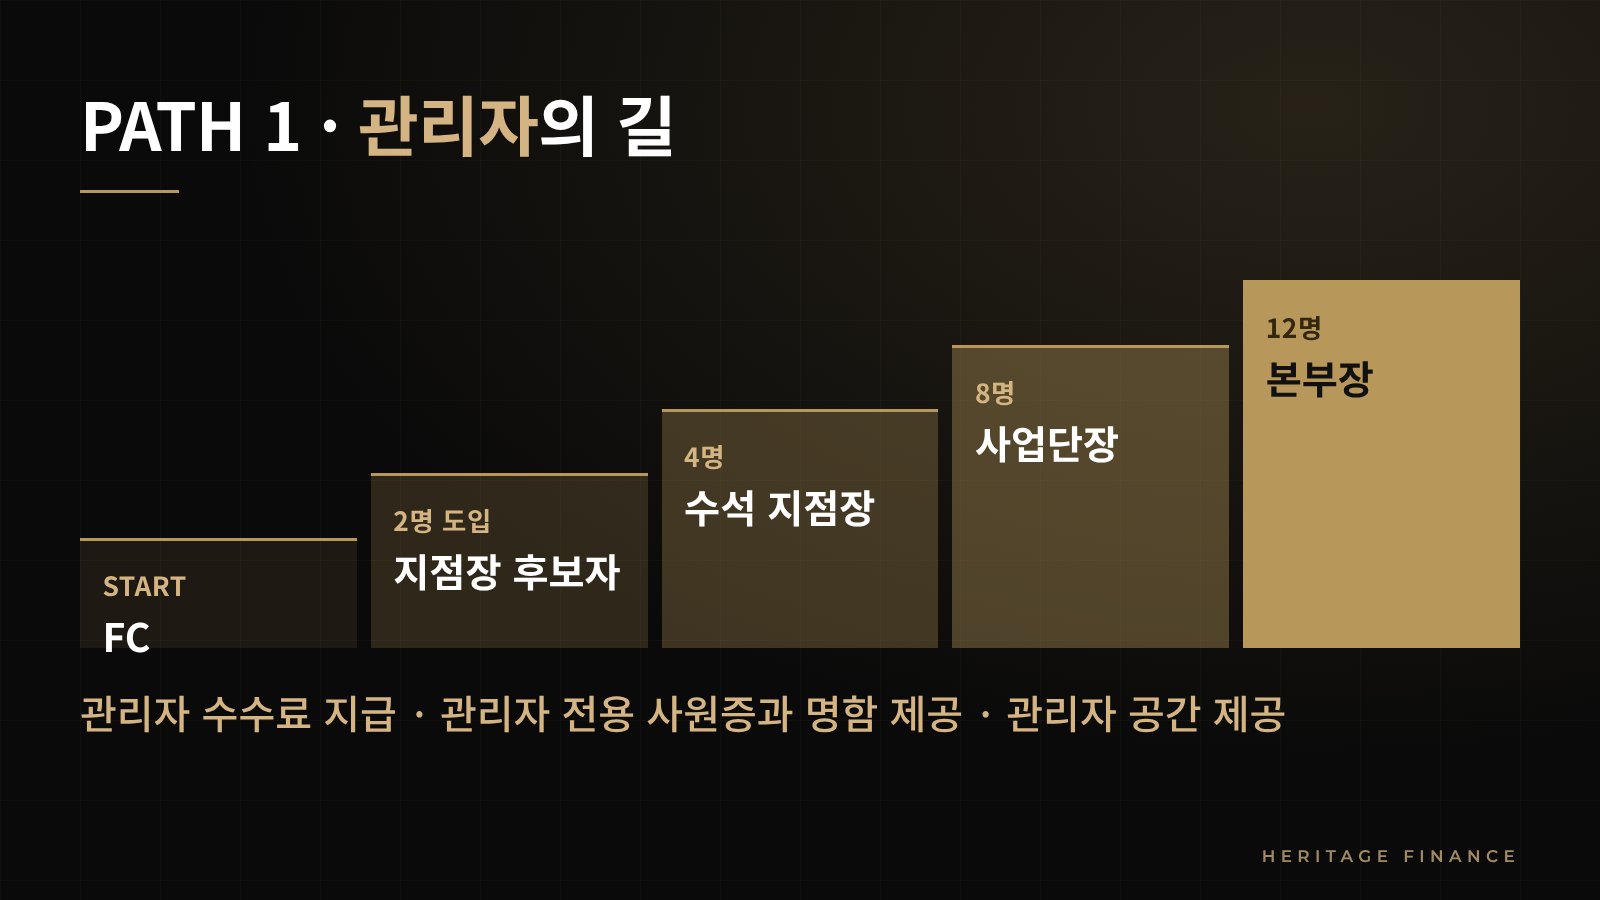 PATH 1 · 관리자의 길
START
FC
2명 도입
지점장 후보자
4명
수석 지점장
8명
사업단장
12명
본부장
관리자 수수료 지급 · 관리자 전용 사원증과 명함 제공 · 관리자 공간 제공
HERITAGE FINANCE